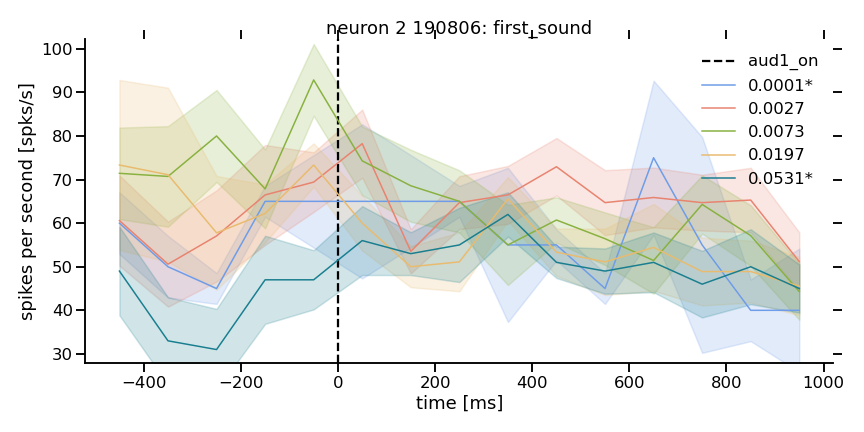 neuron 2 190806: first_sound
spikes per second [spks/s]
100
90
80
70
60
50
40
30
aud1_on
0.0001*
0.0027
0.0073
0.0197
0.0531*
−400 −200 0 200 400 600 800 1000
time [ms]